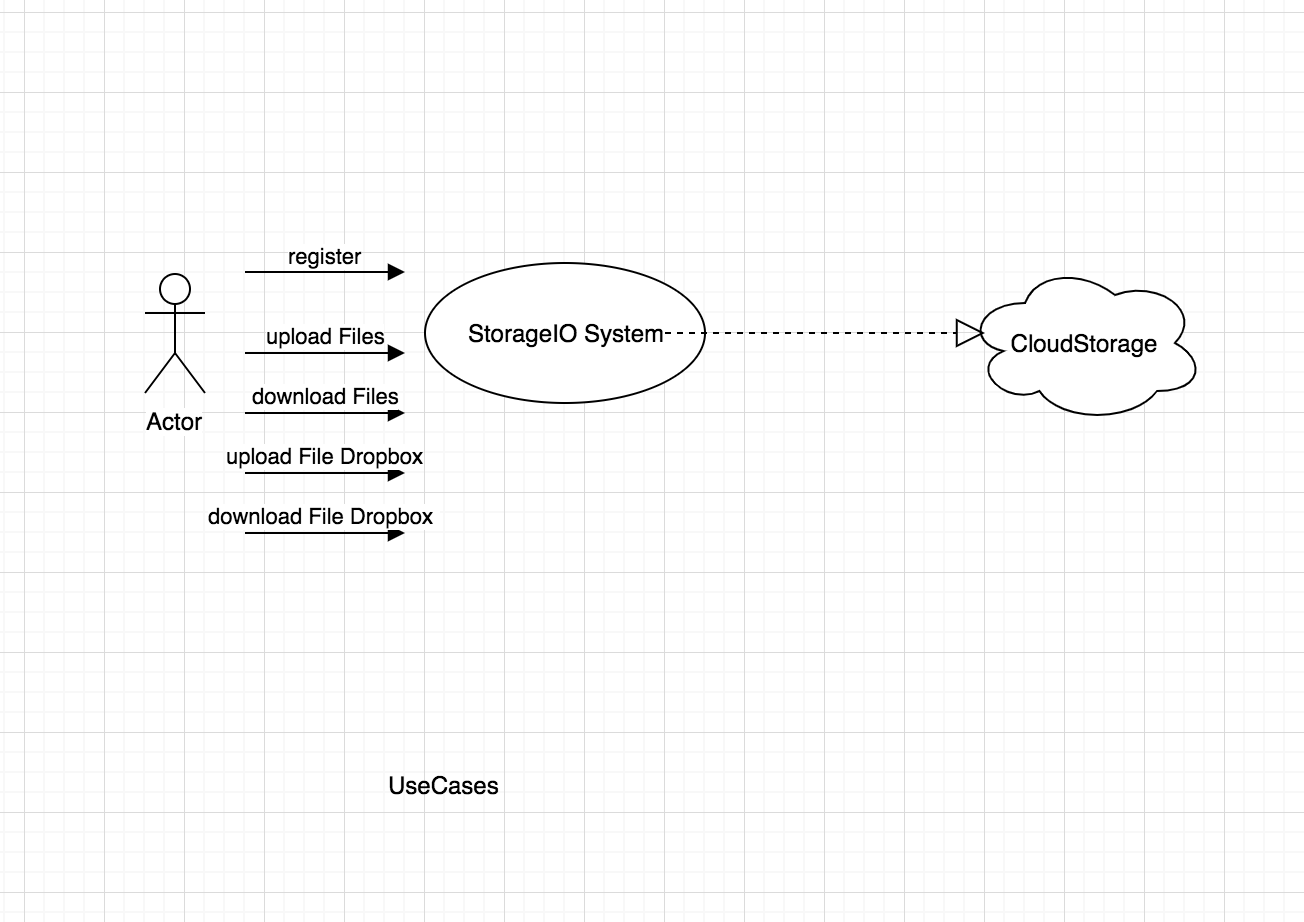 register
upload Files
StorageIO System
CloudStorage
download Files
Actor
upload File Dropbox
download File Dropbox
UseCases